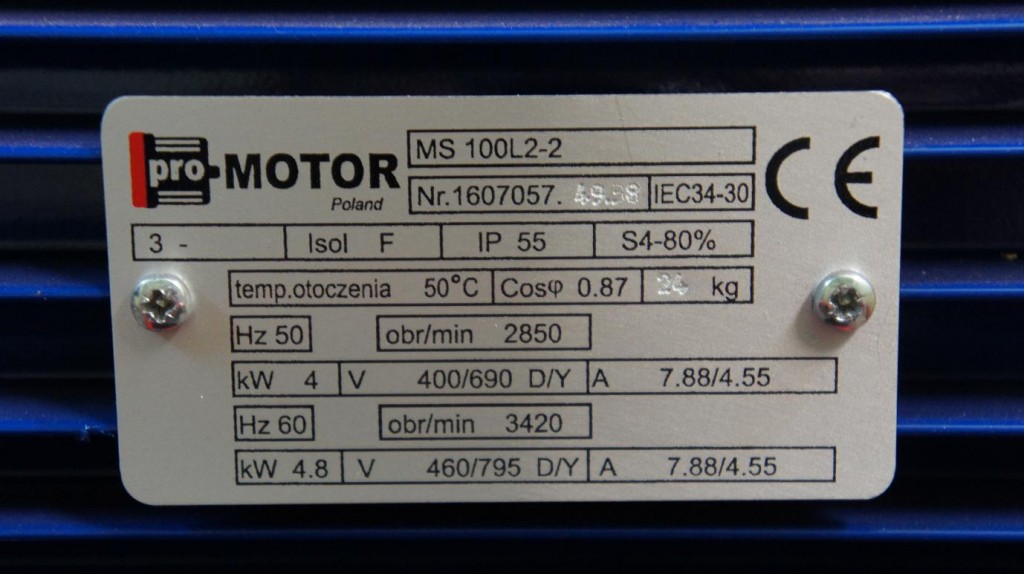 pro MOTOR
Poland
MS 100L2-2
Nr.1607057. IEC34-30
CE
3 - Isol F IP 55 S4-80%
temp.otoczenia 50°C Cosφ 0.87 24 kg
Hz 50 obr/min 2850
kW 4 V 400/690 D/Y A 7.88/4.55
Hz 60 obr/min 3420
kW 4.8 V 460/795 D/Y A 7.88/4.55